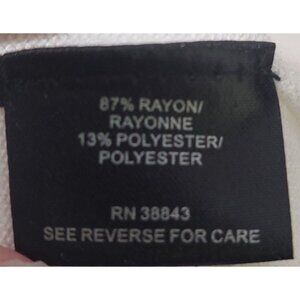 87% RAYON/
RAYONNE
13% POLYESTER/
POLYESTER
RN 38843
SEE REVERSE FOR CARE